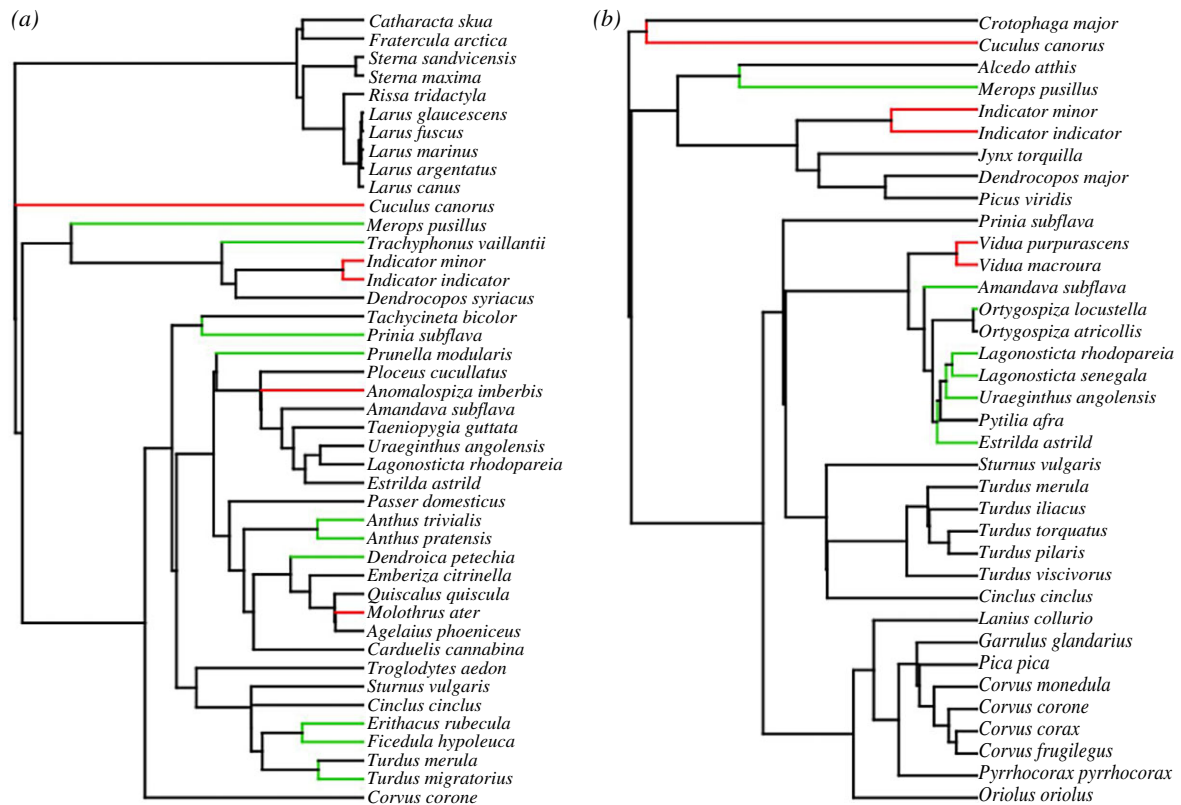 (a)
Catharacta skua
Fratercula arctica
Sterna sandvicensis
Sterna maxima
Rissa tridactyla
Larus glaucescens
Larus fuscus
Larus marinus
Larus argentatus
Larus canus
Cuculus canorus
Merops pusillus
Trachyphonus vaillantii
Indicator minor
Indicator indicator
Dendrocopos syriacus
Tachycineta bicolor
Prinia subflava
Prunella modularis
Ploceus cucullatus
Anomalospiza imberbis
Amandava subflava
Taeniopygia guttata
Uraeginthus angolensis
Lagonosticta rhodopareia
Estrilda astrild
Passer domesticus
Anthus trivialis
Anthus pratensis
Dendroica petechia
Emberiza citrinella
Quiscalus quiscula
Molothrus ater
Agelaius phoeniceus
Carduelis cannabina
Troglodytes aedon
Sturnus vulgaris
Cinclus cinclus
Erithacus rubecula
Ficedula hypoleuca
Turdus merula
Turdus migratorius
Corvus corone
(b)
Crotophaga major
Cuculus canorus
Alcedo atthis
Merops pusillus
Indicator minor
Indicator indicator
Jynx torquilla
Dendrocopos major
Picus viridis
Prinia subflava
Vidua purpurascens
Vidua macroura
Amandava subflava
Ortygospiza locustella
Ortygospiza atricollis
Lagonosticta rhodopareia
Lagonosticta senegala
Uraeginthus angolensis
Pytilia afra
Estrilda astrild
Sturnus vulgaris
Turdus merula
Turdus iliacus
Turdus torquatus
Turdus pilaris
Turdus viscivorus
Cinclus cinclus
Lanius collurio
Garrulus glandarius
Pica pica
Corvus monedula
Corvus corone
Corvus corax
Corvus frugilegus
Pyrrhocorax pyrrhocorax
Oriolus oriolus